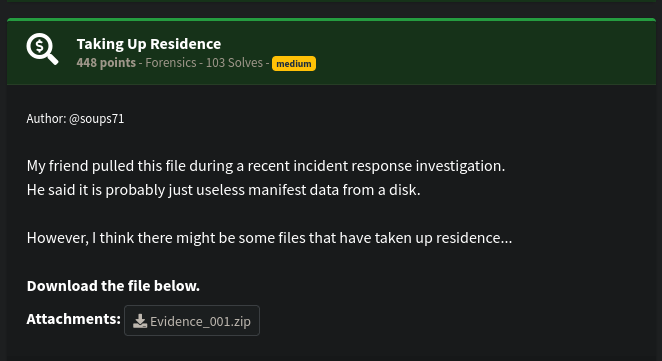 Taking Up Residence
448 points - Forensics - 103 Solves - medium
Author: @soups71
My friend pulled this file during a recent incident response investigation.
He said it is probably just useless manifest data from a disk.
However, I think there might be some files that have taken up residence...
Download the file below.
Attachments: Evidence_001.zip